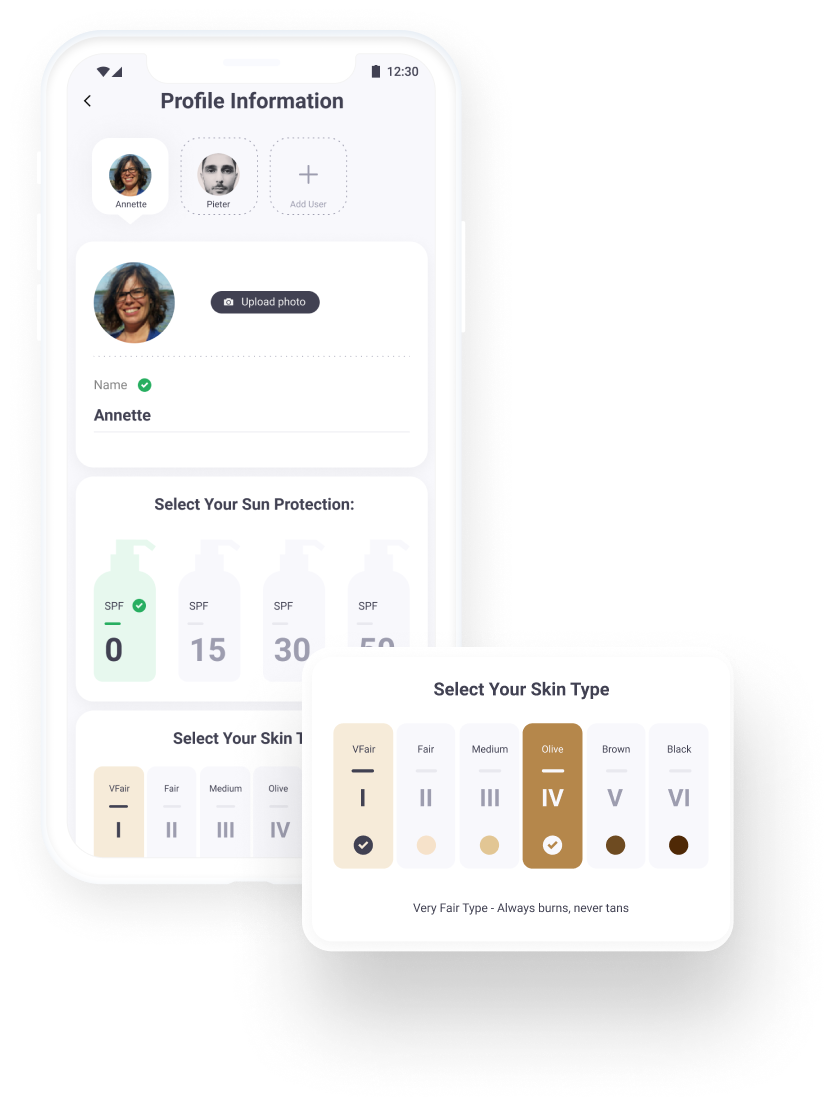 12:30
Profile Information
Annette
Pieter
Add User
Upload photo
Name
Annette
Select Your Sun Protection:
SPF SPF SPF SPF
0 15 30 50
Select Your Skin T
VFair Fair Medium Olive
I II III IV
Select Your Skin Type
VFair Fair Medium Olive Brown Black
I II III IV V VI
Very Fair Type - Always burns, never tans